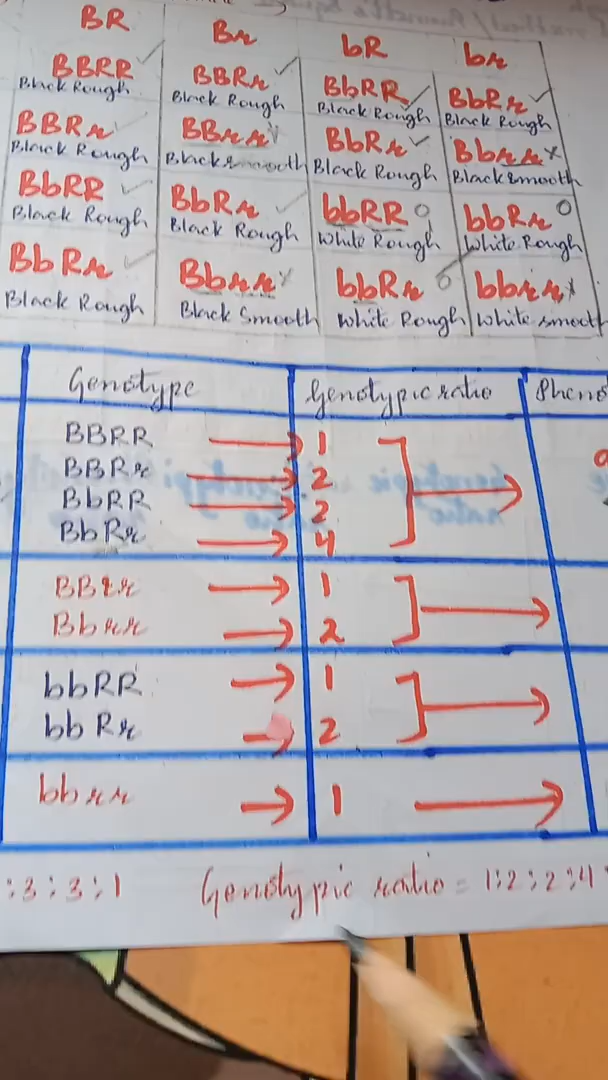 BR Br bR br
BBRR BBRr BbRR BbRr
Black Rough Black Rough Black Rough Black Rough
BBRr BBrr BbRr Bbrr
Black Rough Black smooth Black Rough Black smooth
BbRR BbRr bbRR bbRr
Black Rough Black Rough White Rough White Rough
BbRr Bbrr bbRr bbrr
Black Rough Black Smooth White Rough White smooth
Genotype Genotypic ratio Pheno
BBRR 1
BBRr 2
BbRR 2
BbRr 4
BBrr 1
Bbrr 2
bbRR 1
bbRr 2
bbrr 1
:3:3:1 Genotypic ratio = 1:2:2:4: